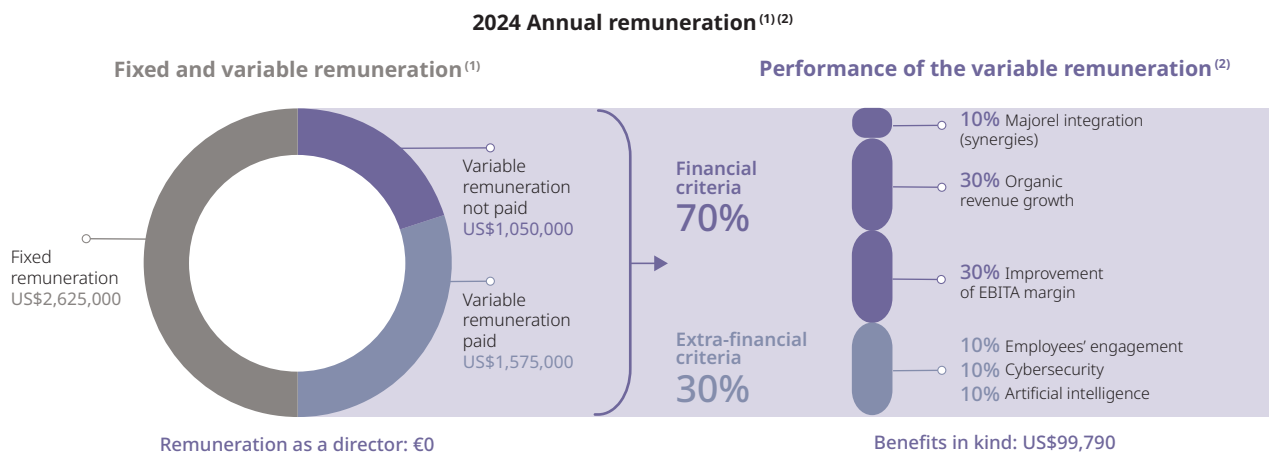 2024 Annual remuneration (1) (2)
Fixed and variable remuneration (1)
Fixed
remuneration
US$2,625,000
Variable
remuneration
not paid
US$1,050,000
Variable
remuneration
paid
US$1,575,000
Remuneration as a director: €0
Performance of the variable remuneration (2)
Financial
criteria
70%
Extra-financial
criteria
30%
10% Majorel integration
(synergies)
30% Organic
revenue growth
30% Improvement
of EBITA margin
10% Employees’ engagement
10% Cybersecurity
10% Artificial intelligence
Benefits in kind: US$99,790